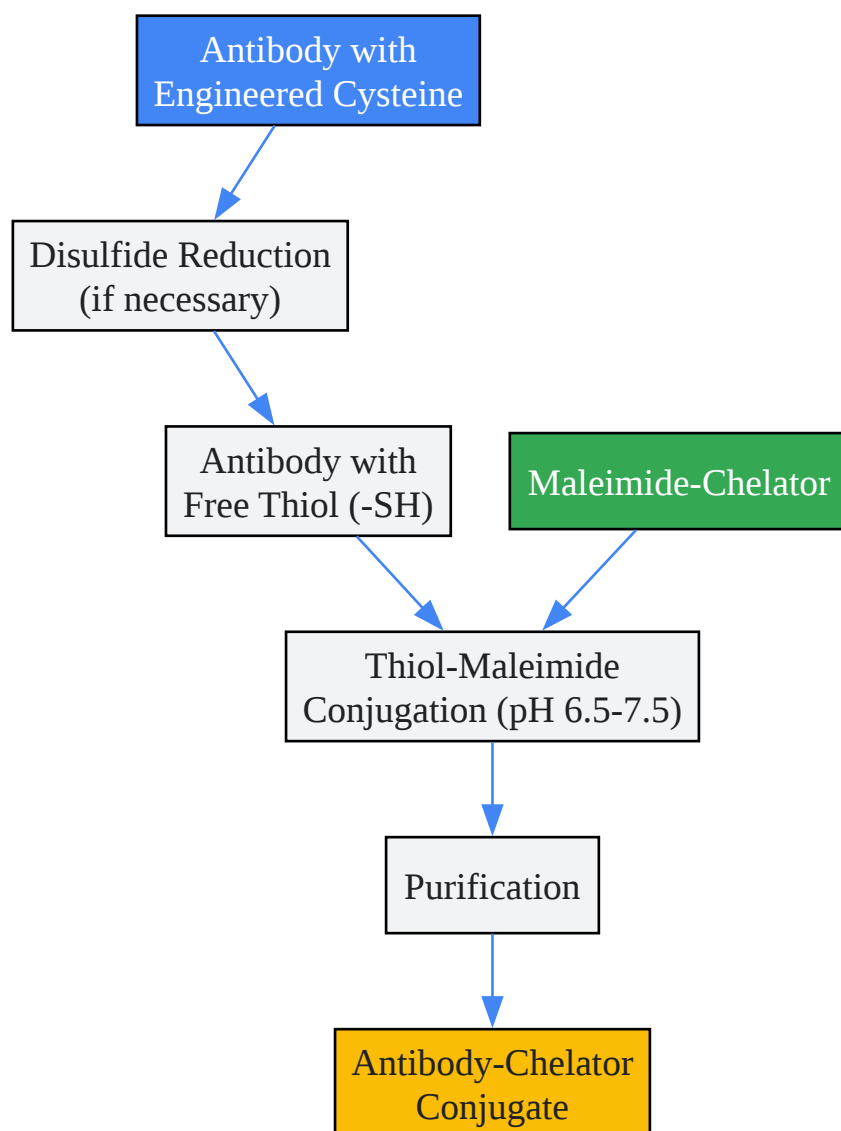 Antibody with
Engineered Cysteine
Disulfide Reduction
(if necessary)
Antibody with
Free Thiol (-SH)
Maleimide-Chelator
Thiol-Maleimide
Conjugation (pH 6.5-7.5)
Purification
Antibody-Chelator
Conjugate